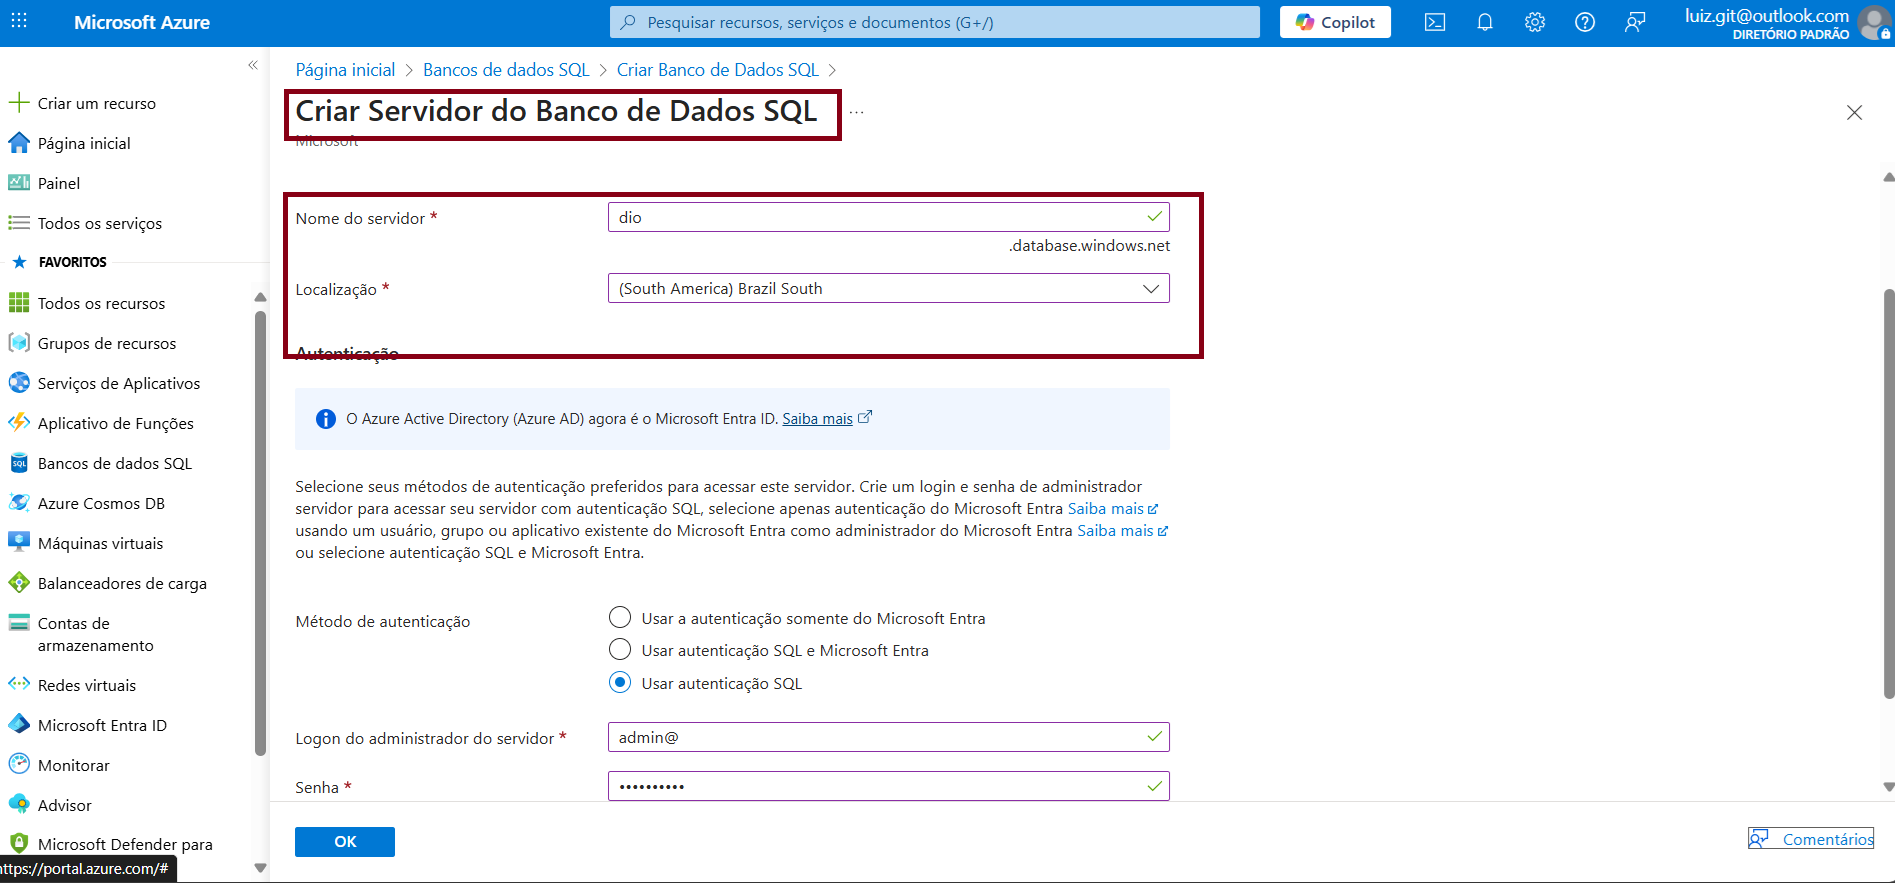 Microsoft Azure
Pesquisar recursos, serviços e documentos (G+/)
Copilot
luiz.git@outlook.com
DIRETÓRIO PADRÃO
«
Criar um recurso
Página inicial
Painel
Todos os serviços
FAVORITOS
Todos os recursos
Grupos de recursos
Serviços de Aplicativos
Aplicativo de Funções
SQL
Bancos de dados SQL
Azure Cosmos DB
Máquinas virtuais
Balanceadores de carga
Contas de
armazenamento
Redes virtuais
Microsoft Entra ID
Monitorar
Advisor
Microsoft Defender para
https://portal.azure.com/#
Página inicial > Bancos de dados SQL > Criar Banco de Dados SQL >
Criar Servidor do Banco de Dados SQL ...
Microsoft
Nome do servidor *
dio
.database.windows.net
Localização *
(South America) Brazil South
Autenticação
O Azure Active Directory (Azure AD) agora é o Microsoft Entra ID. Saiba mais
Selecione seus métodos de autenticação preferidos para acessar este servidor. Crie um login e senha de administrador
servidor para acessar seu servidor com autenticação SQL, selecione apenas autenticação do Microsoft Entra Saiba mais
usando um usuário, grupo ou aplicativo existente do Microsoft Entra como administrador do Microsoft Entra Saiba mais
ou selecione autenticação SQL e Microsoft Entra.
Método de autenticação
Usar a autenticação somente do Microsoft Entra
Usar autenticação SQL e Microsoft Entra
Usar autenticação SQL
Logon do administrador do servidor *
admin@
Senha *
••••••••••
OK
Comentários